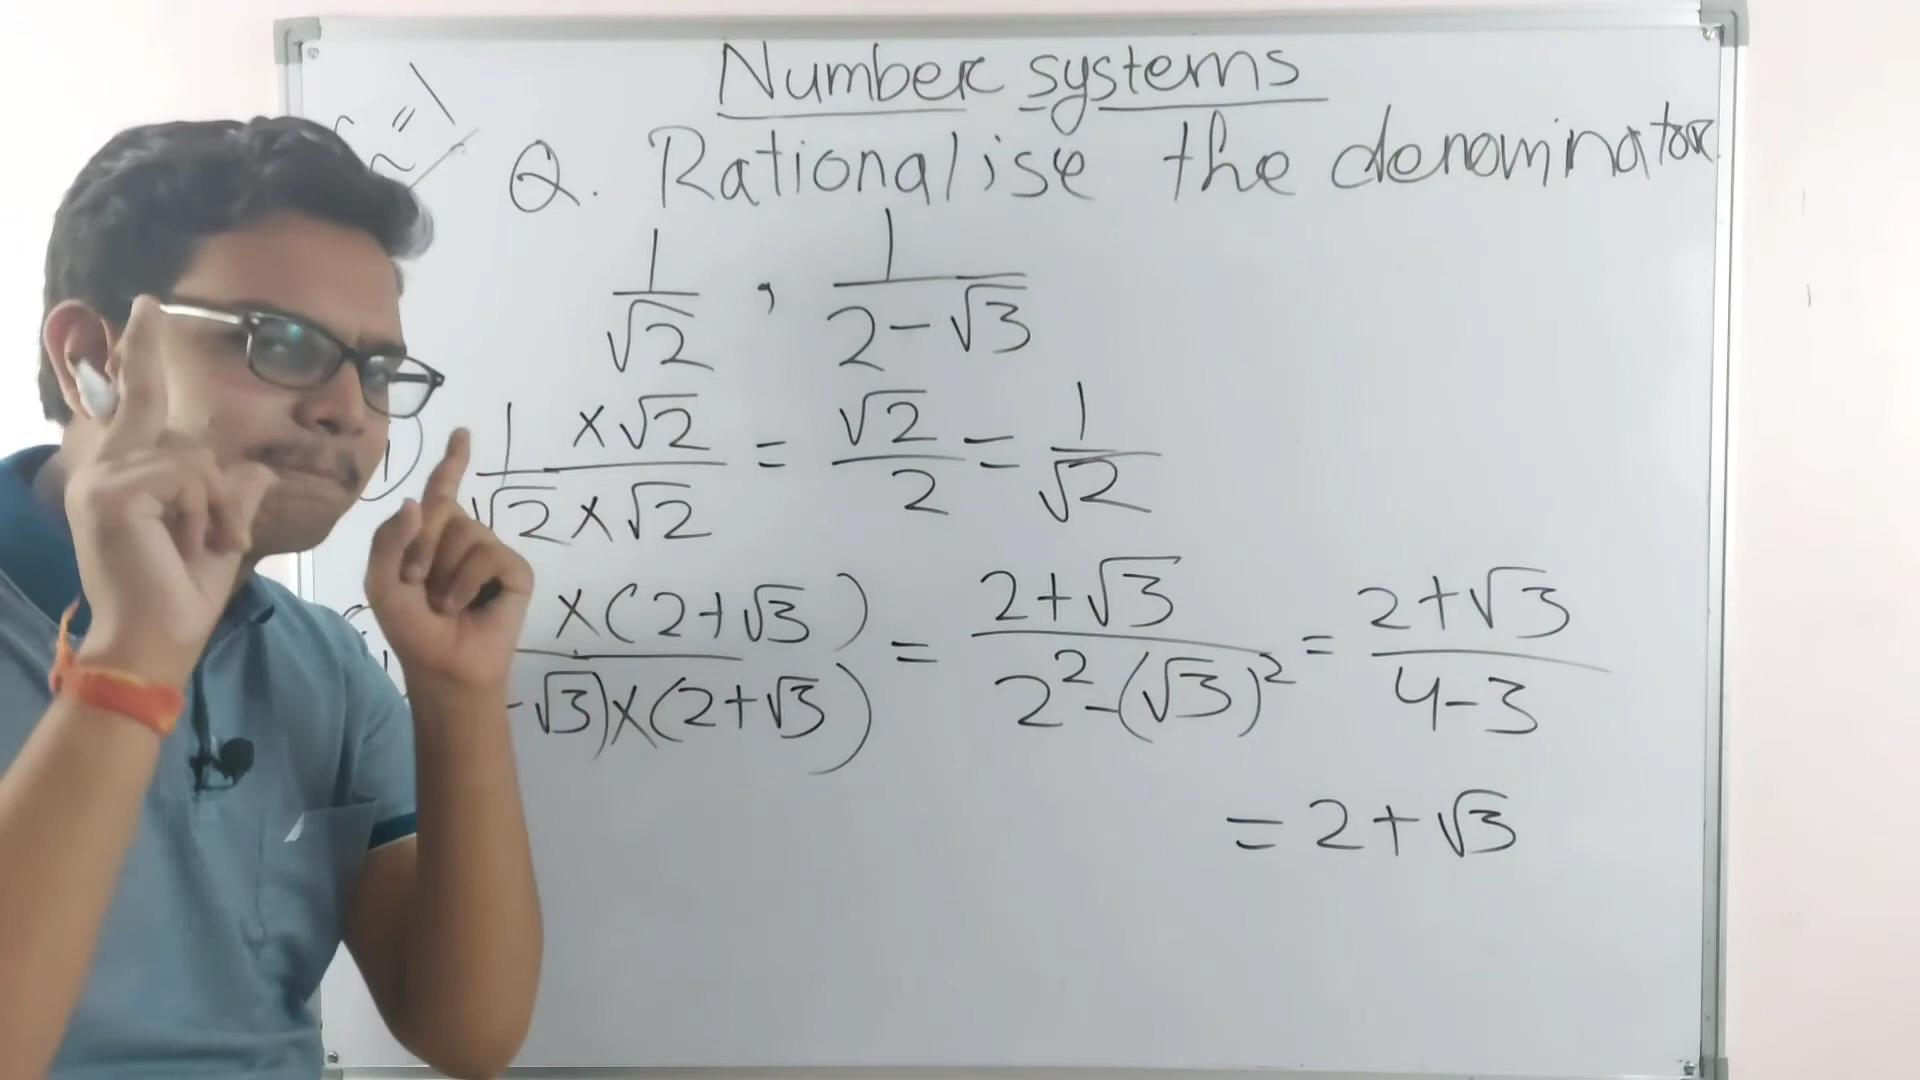 Number systems
Q. Rationalise the denominator.
1/√2 , 1/(2-√3)
(1 ×√2)/(√2×√2) = √2/2 = 1/√2
×(2+√3)/-√3)×(2+√3) = (2+√3)/(2²-(√3)²) = (2+√3)/(4-3)
= 2+√3